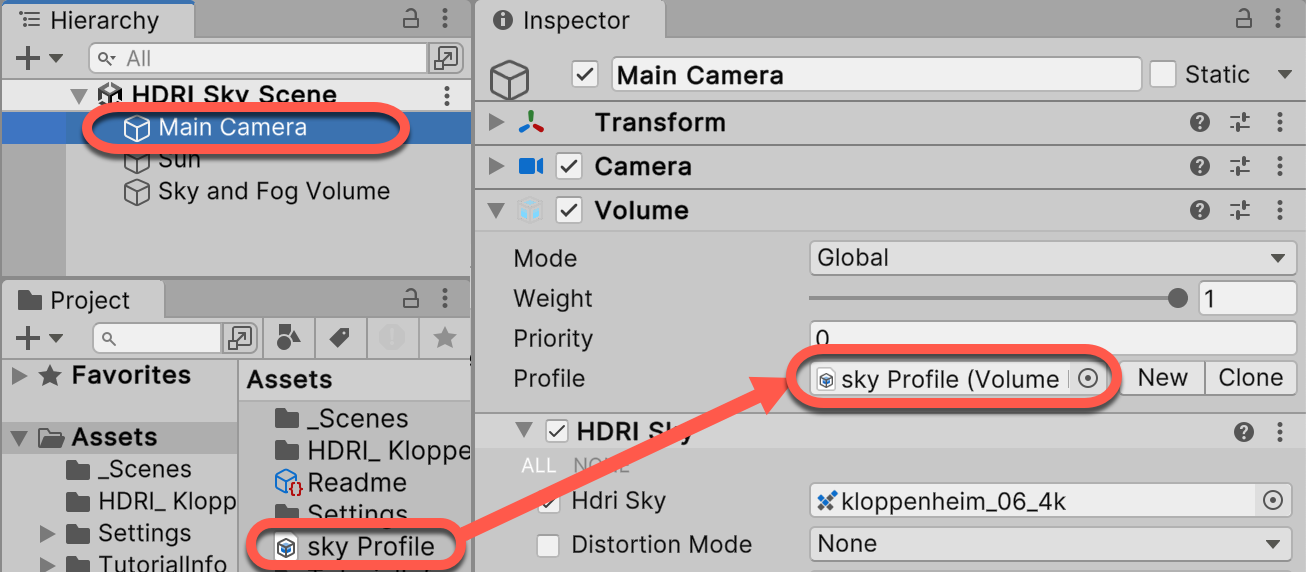 Hierarchy
All
HDRI Sky Scene
Main Camera
Sun
Sky and Fog Volume
Project
Favorites
Assets
_Scenes
HDRI_ Klopp
Settings
TutorialInfo
Assets
_Scenes
HDRI_ Kloppe
Readme
Settings
sky Profile
Inspector
Main Camera
Static
Transform
Camera
Volume
Mode
Global
Weight
1
Priority
0
Profile
sky Profile (Volume
New
Clone
HDRI Sky
ALL NONE
Hdri Sky
kloppenheim_06_4k
Distortion Mode
None